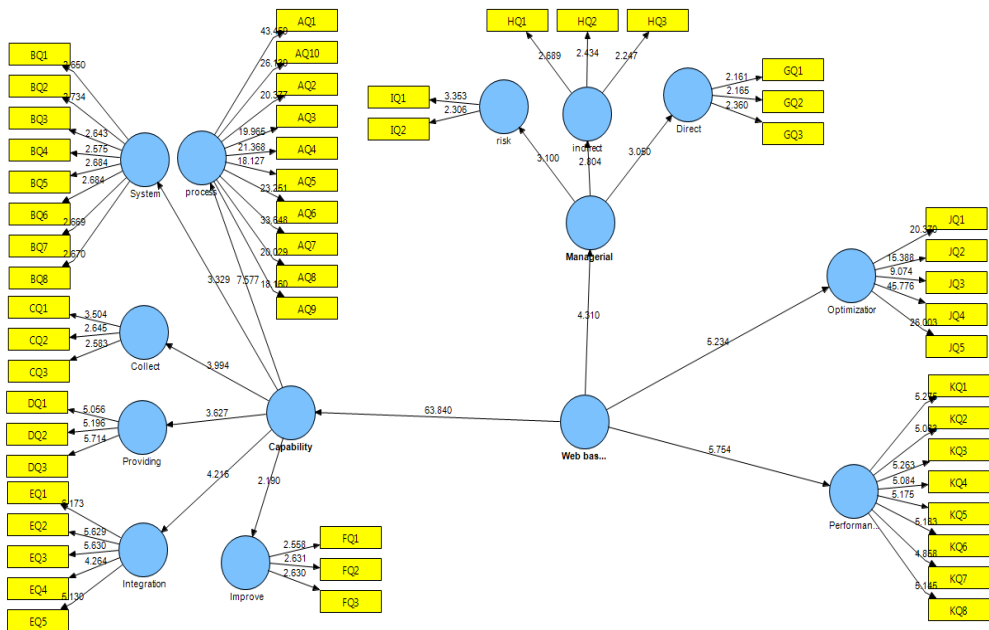 HQ1
HQ2
HQ3
2.689
2.434
2.247
AQ1
AQ10
AQ2
AQ3
AQ4
AQ5
AQ6
AQ7
AQ8
AQ9
43.459
20.377
19.965
21.368
18.127
23.251
33.648
20.029
18.160
process
BQ1
BQ2
BQ3
BQ4
BQ5
BQ6
BQ7
BQ8
2.650
2.734
2.643
2.575
2.684
2.684
2.669
2.670
System
IQ1
IQ2
3.353
2.306
risk
indirect
Direct
2.161
2.165
2.360
GQ1
GQ2
GQ3
3.100
2.804
3.050
Managerial
4.310
3.329
7.577
CQ1
CQ2
CQ3
3.504
2.645
2.583
Collect
3.994
DQ1
DQ2
DQ3
5.056
5.196
5.714
Providing
3.627
Capability
63.840
Web bas...
5.234
Optimization
20.370
15.388
9.074
45.776
26.003
JQ1
JQ2
JQ3
JQ4
JQ5
5.754
Performan...
5.263
5.084
5.175
KQ1
KQ2
KQ3
KQ4
KQ5
KQ6
KQ7
KQ8
4.216
2.190
EQ1
EQ2
EQ3
EQ4
EQ5
5.629
5.630
4.264
Integration
Improve
2.558
2.631
2.630
FQ1
FQ2
FQ3